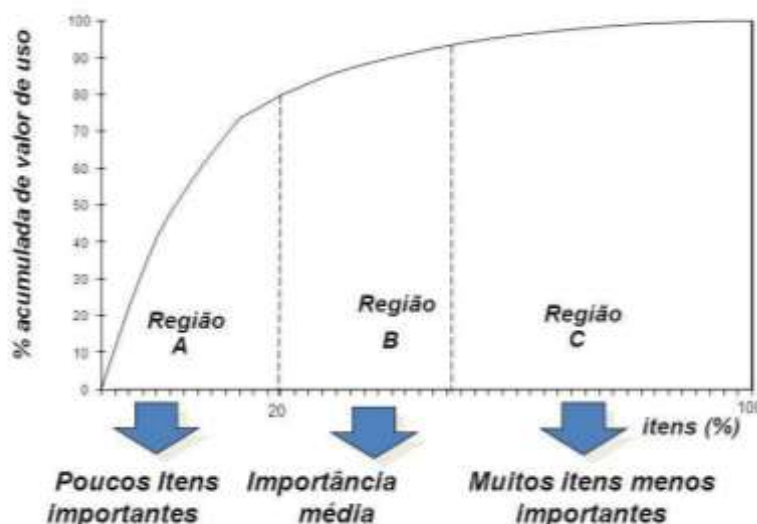 % acumulada de valor de uso
100
90
80
70
60
50
40
30
20
10
0
Região
A
Região
B
Região
C
20
itens (%)
Poucos Itens
importantes
Importância
média
Muitos itens menos
importantes